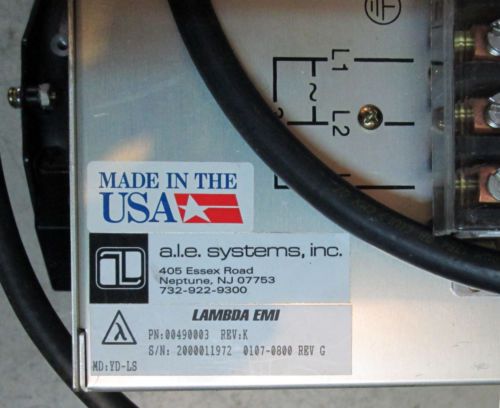 L1
~
L2
MADE IN THE
USA
a.l.e. systems, inc.
405 Essex Road
Neptune, NJ 07753
732-922-9300
LAMBDA EMI
λ
PN:00490003 REV:K
S/N: 2000011972 0107-0800 REV G
MD:YD-LS